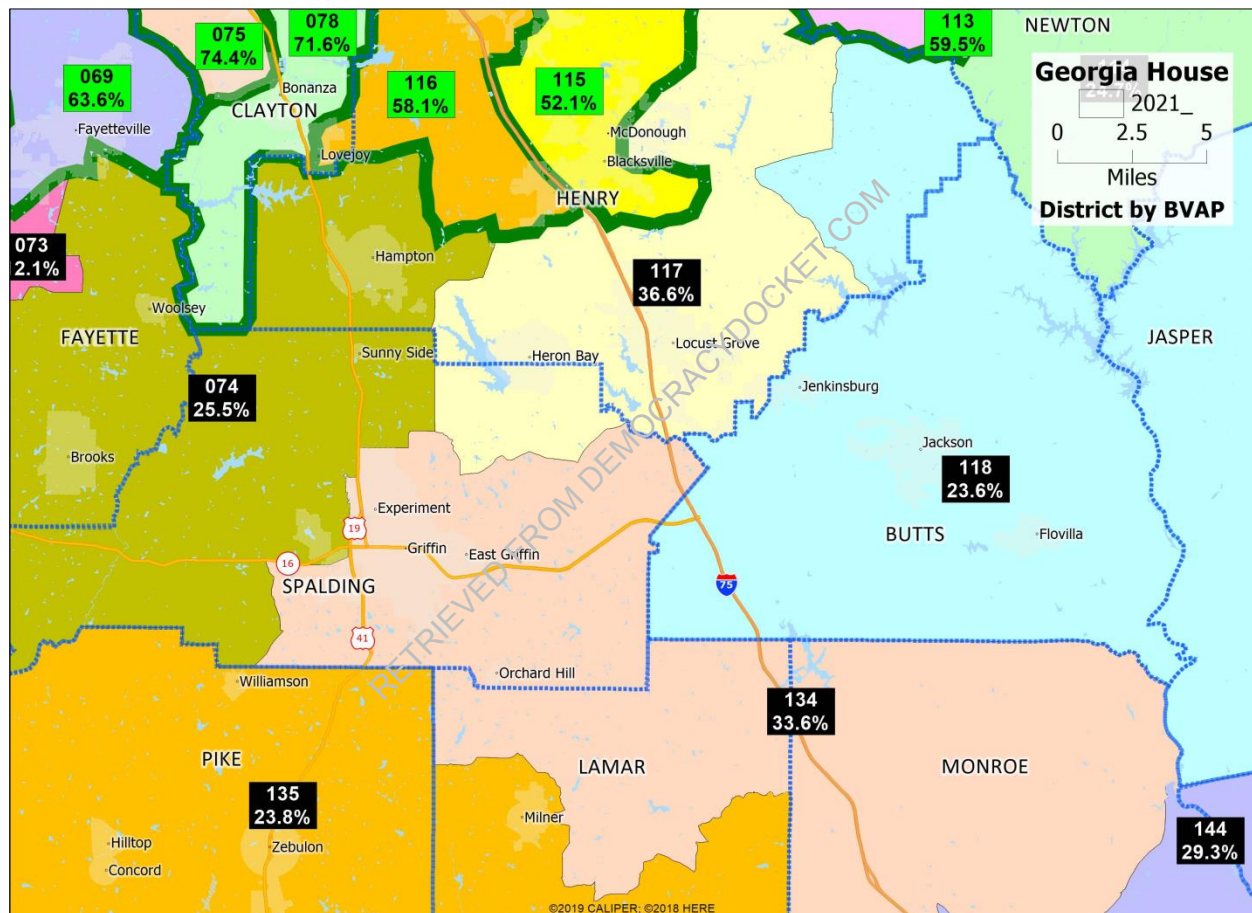 075
74.4%
078
71.6%
113
59.5%
NEWTON
069
63.6%
Bonanza
CLAYTON
116
58.1%
115
52.1%
Georgia House
24.7%
2021_
0 2.5 5
Miles
District by BVAP
Fayetteville
McDonough
Lovejoy
Blacksville
HENRY
073
2.1%
Hampton
117
36.6%
Woolsey
FAYETTE
Sunny Side
Heron Bay
Locust Grove
JASPER
074
25.5%
Jenkinsburg
Brooks
Jackson
118
23.6%
Experiment
19
Griffin
East Griffin
BUTTS
Flovilla
16
SPALDING
75
41
Williamson
Orchard Hill
134
33.6%
PIKE
LAMAR
MONROE
135
23.8%
Milner
144
29.3%
Hilltop
Zebulon
Concord
RETRIEVED FROM DEMOCRACYDOCKET.COM
©2019 CALIPER; ©2018 HERE